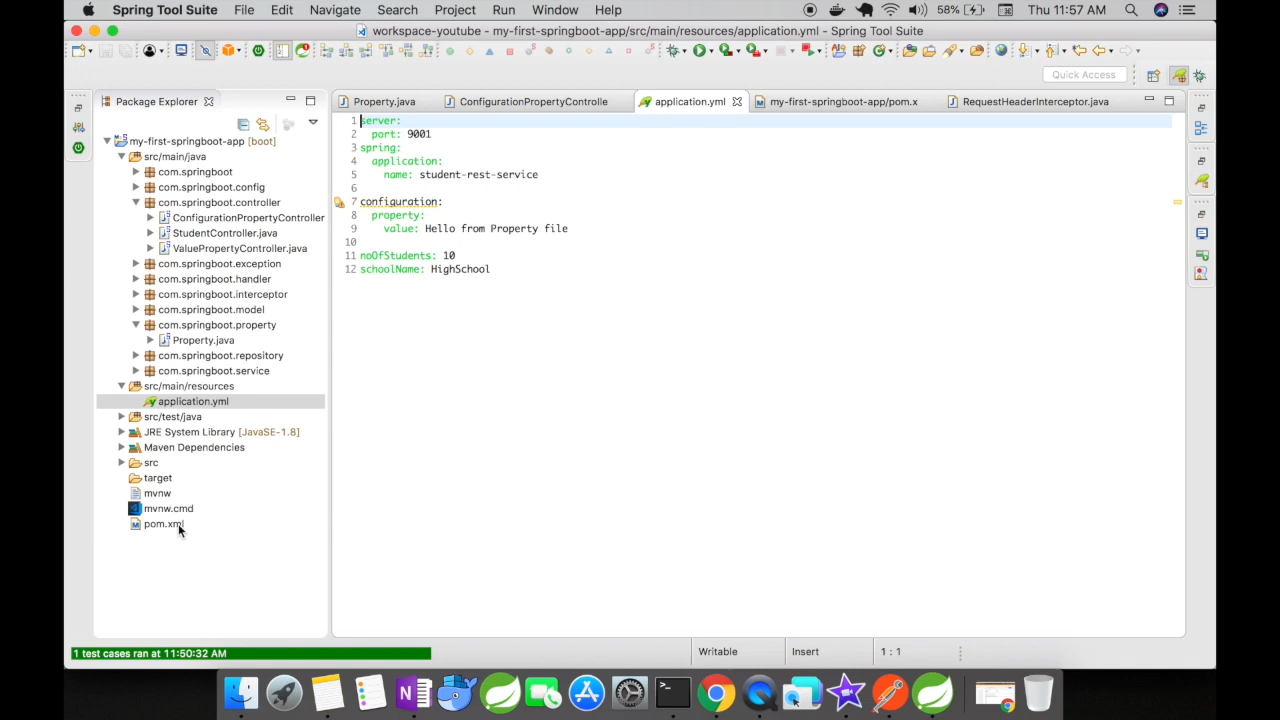 Spring Tool Suite File Edit Navigate Search Project Run Window Help 58% Thu 11:57 AM
workspace-youtube - my-first-springboot-app/src/main/resources/application.yml - Spring Tool Suite
Quick Access
Package Explorer
Property.java ConfigurationPropertyControlle application.yml my-first-springboot-app/pom.x RequestHeaderInterceptor.java
my-first-springboot-app [boot]
src/main/java
com.springboot
com.springboot.config
com.springboot.controller
ConfigurationPropertyController
StudentController.java
ValuePropertyController.java
com.springboot.exception
com.springboot.handler
com.springboot.interceptor
com.springboot.model
com.springboot.property
Property.java
com.springboot.repository
com.springboot.service
src/main/resources
application.yml
src/test/java
JRE System Library [JavaSE-1.8]
Maven Dependencies
src
target
mvnw
mvnw.cmd
pom.xml
1 server:
2 port: 9001
3 spring:
4 application:
5 name: student-rest-service
6
7 configuration:
8 property:
9 value: Hello from Property file
10
11 noOfStudents: 10
12 schoolName: HighSchool
1 test cases ran at 11:50:32 AM
Writable Insert 1 : 1